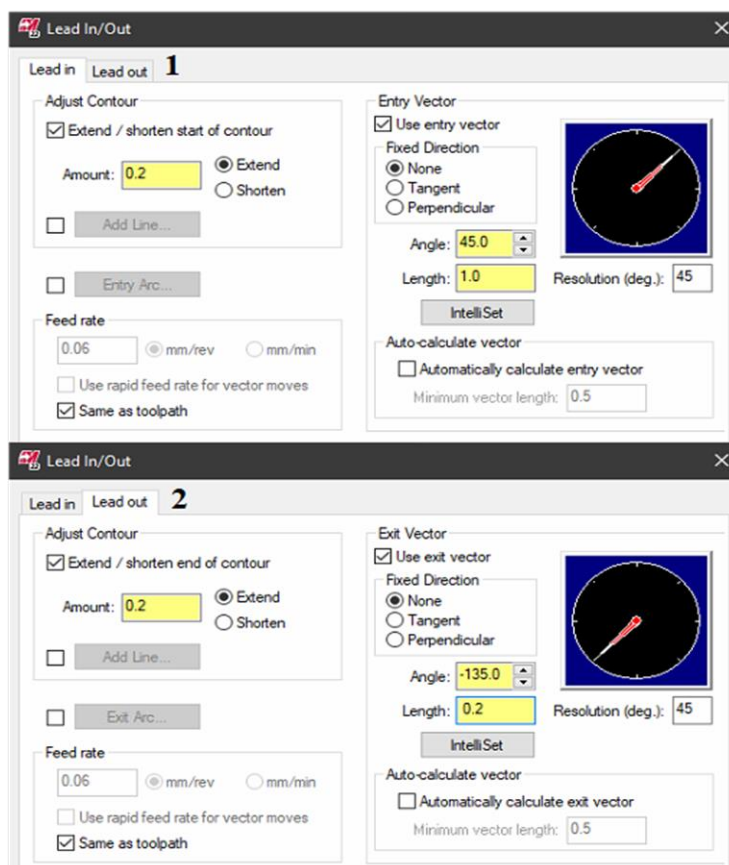 Lead In/Out
Lead in Lead out 1
Adjust Contour
Extend / shorten start of contour
Amount: 0.2
Extend
Shorten
Add Line...
Entry Arc...
Feed rate
0.06 mm/rev mm/min
Use rapid feed rate for vector moves
Same as toolpath
Entry Vector
Use entry vector
Fixed Direction
None
Tangent
Perpendicular
Angle: 45.0
Length: 1.0
Resolution (deg.): 45
IntelliSet
Auto-calculate vector
Automatically calculate entry vector
Minimum vector length: 0.5
Lead In/Out
Lead in Lead out 2
Adjust Contour
Extend / shorten end of contour
Amount: 0.2
Extend
Shorten
Add Line...
Exit Arc...
Feed rate
0.06 mm/rev mm/min
Use rapid feed rate for vector moves
Same as toolpath
Exit Vector
Use exit vector
Fixed Direction
None
Tangent
Perpendicular
Angle: -135.0
Length: 0.2
Resolution (deg.): 45
IntelliSet
Auto-calculate vector
Automatically calculate exit vector
Minimum vector length: 0.5